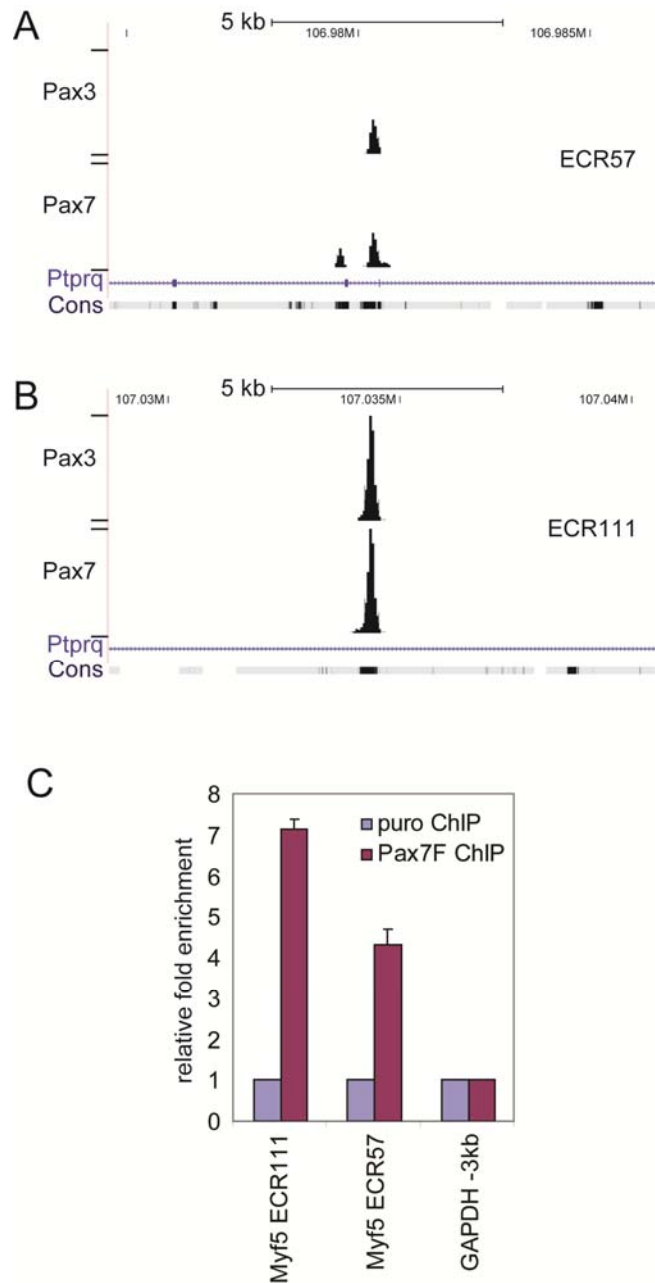 A
5 kb
106.98M
106.985M
Pax3
ECR57
Pax7
Ptprq
Cons
B
5 kb
107.03M
107.035M
107.04M
Pax3
ECR111
Pax7
Ptprq
Cons
C
8
7
6
5
4
3
2
1
0
relative fold enrichment
puro ChIP
Pax7F ChIP
Myf5 ECR111
Myf5 ECR57
GAPDH -3kb